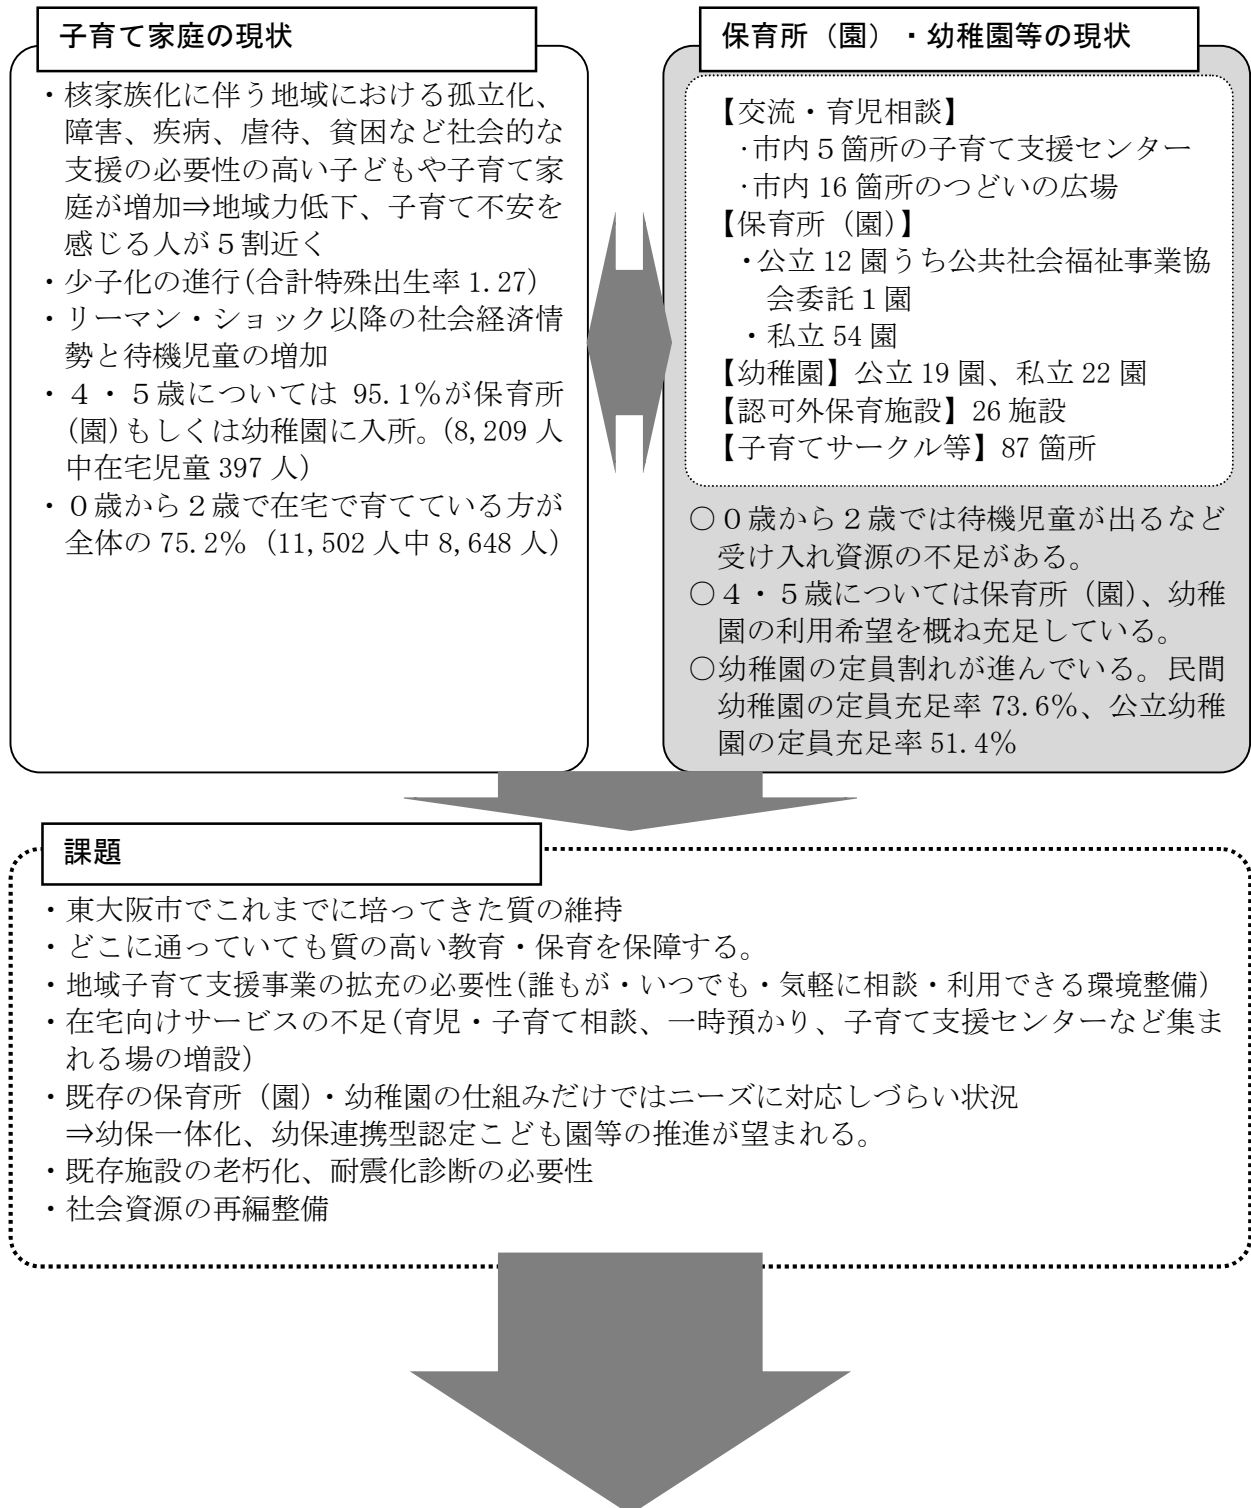 子育て家庭の現状
・核家族化に伴う地域における孤立化、
障害、疾病、虐待、貧困など社会的な
支援の必要性の高い子どもや子育て家
庭が増加⇒地域力低下、子育て不安を
感じる人が５割近く
・少子化の進行(合計特殊出生率 1.27)
・リーマン・ショック以降の社会経済情
勢と待機児童の増加
・４・５歳については 95.1％が保育所
(園)もしくは幼稚園に入所。(8,209 人
中在宅児童 397 人)
・０歳から２歳で在宅で育てている方が
全体の 75.2％（11,502 人中 8,648 人）
保育所（園）・幼稚園等の現状
【交流・育児相談】
・市内５箇所の子育て支援センター
・市内 16 箇所のつどいの広場
【保育所（園）】
・公立 12 園うち公共社会福祉事業協
会委託１園
・私立 54 園
【幼稚園】公立 19 園、私立 22 園
【認可外保育施設】26 施設
【子育てサークル等】87 箇所
○０歳から２歳では待機児童が出るなど
受け入れ資源の不足がある。
○４・５歳については保育所（園）、幼稚
園の利用希望を概ね充足している。
○幼稚園の定員割れが進んでいる。民間
幼稚園の定員充足率 73.6％、公立幼稚
園の定員充足率 51.4％
課題
・東大阪市でこれまでに培ってきた質の維持
・どこに通っていても質の高い教育・保育を保障する。
・地域子育て支援事業の拡充の必要性(誰もが・いつでも・気軽に相談・利用できる環境整備)
・在宅向けサービスの不足(育児・子育て相談、一時預かり、子育て支援センターなど集ま
れる場の増設)
・既存の保育所（園）・幼稚園の仕組みだけではニーズに対応しづらい状況
⇒幼保一体化、幼保連携型認定こども園等の推進が望まれる。
・既存施設の老朽化、耐震化診断の必要性
・社会資源の再編整備